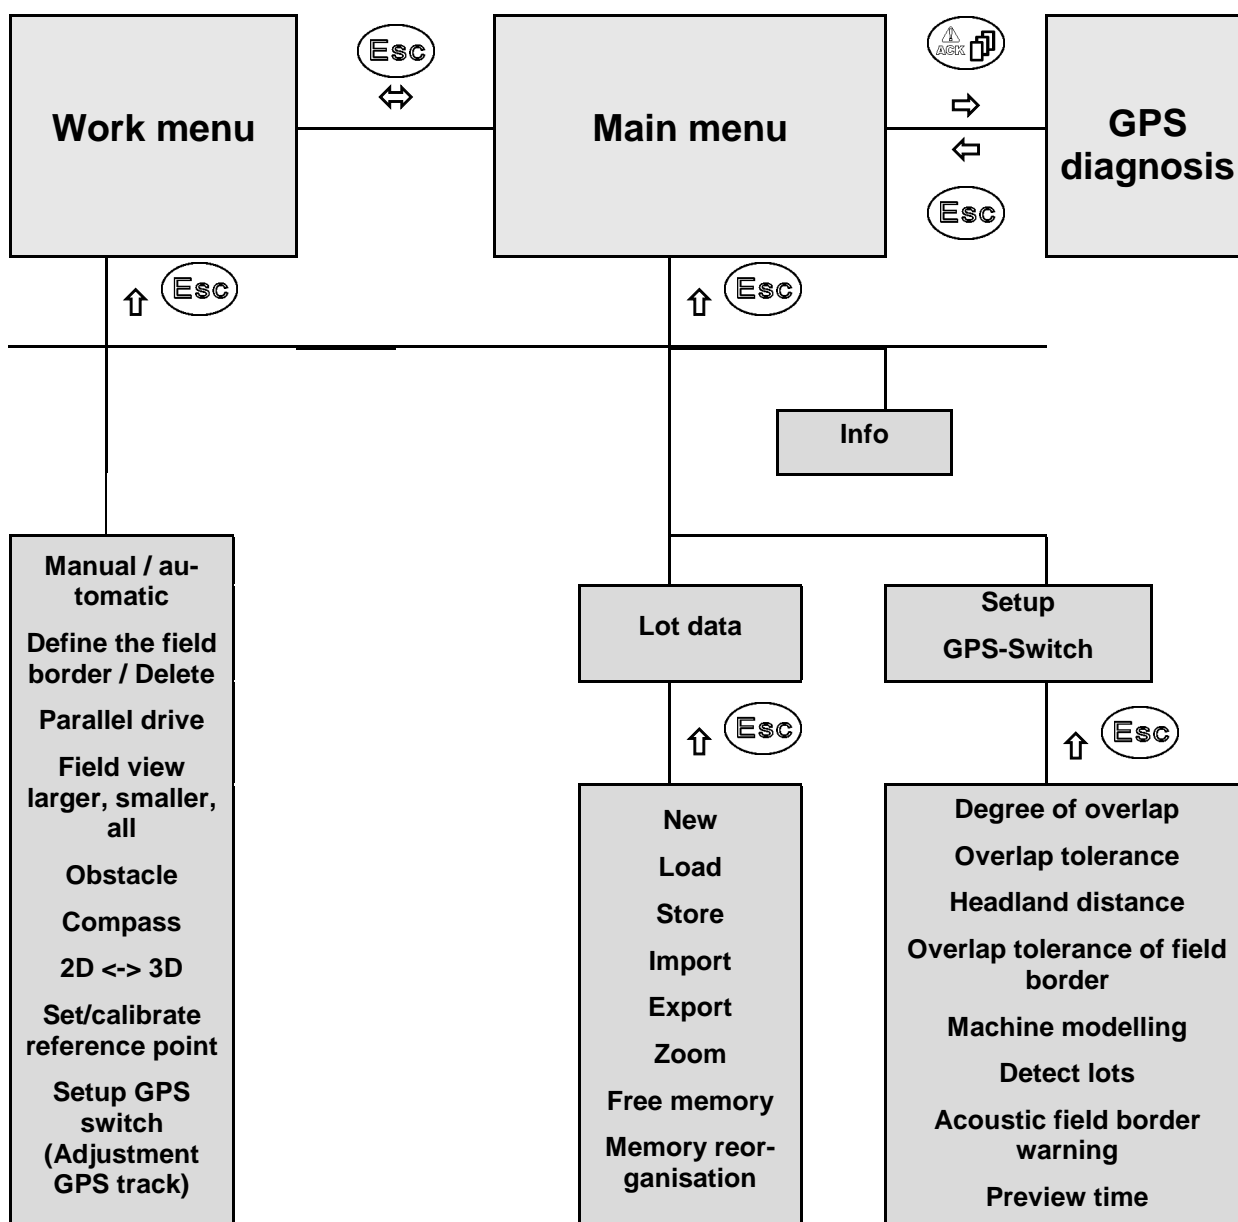 Work menu
Esc
Main menu
ACK
GPS
diagnosis
Esc
Esc
Esc
Info
Manual / au-
tomatic
Define the field
border / Delete
Parallel drive
Field view
larger, smaller,
all
Obstacle
Compass
2D <-> 3D
Set/calibrate
reference point
Setup GPS
switch
(Adjustment
GPS track)
Lot data
Esc
New
Load
Store
Import
Export
Zoom
Free memory
Memory reor-
ganisation
Setup
GPS-Switch
Esc
Degree of overlap
Overlap tolerance
Headland distance
Overlap tolerance of field
border
Machine modelling
Detect lots
Acoustic field border
warning
Preview time